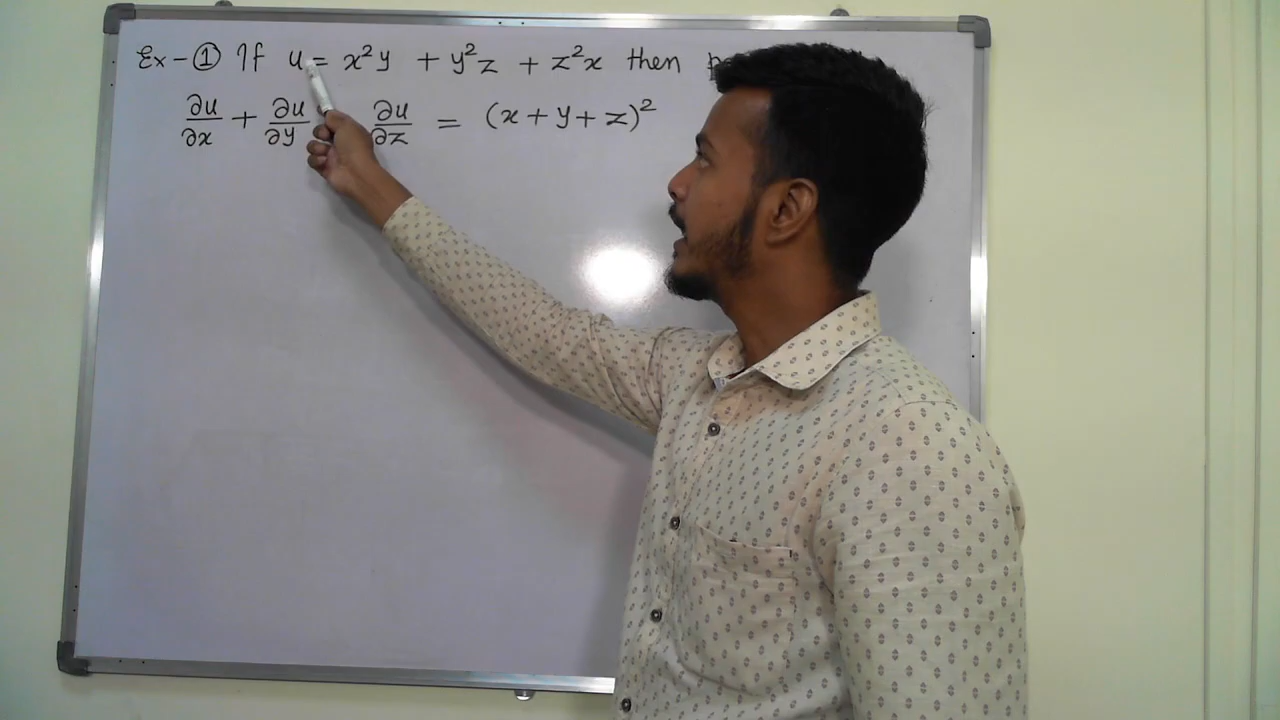 Ex-① If u = x²y + y²z + z²x then
∂u/∂x + ∂u/∂y ∂u/∂z = (x+y+z)²